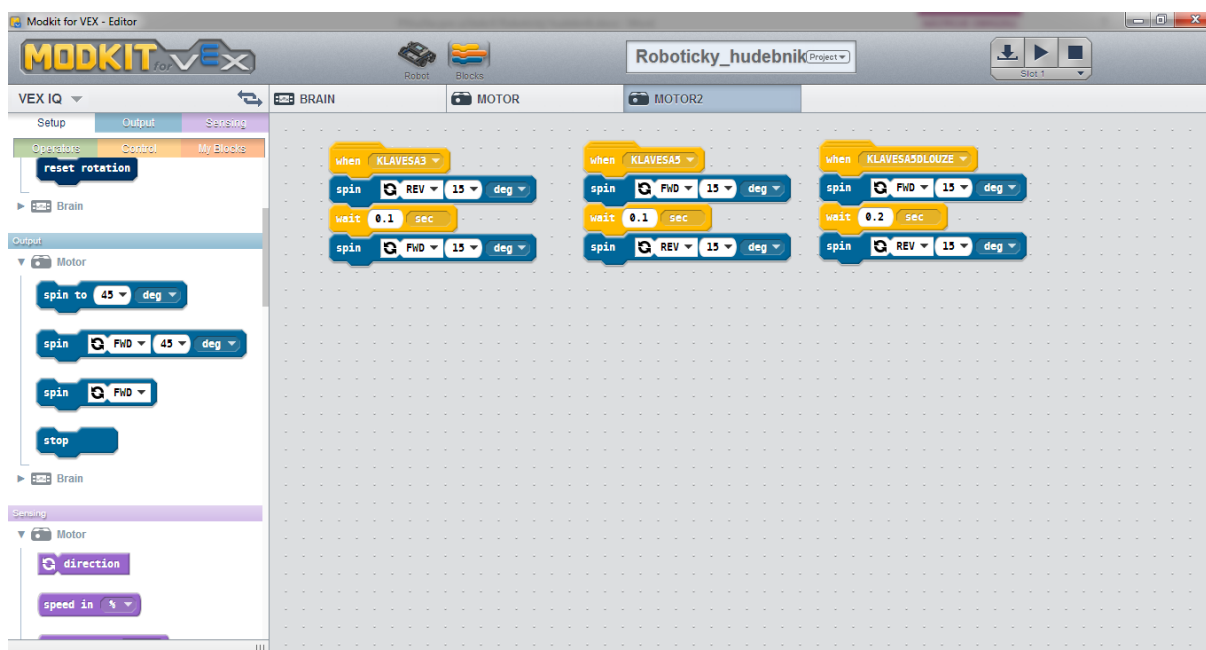 Modkit for VEX - Editor
MODKIT for VEX
Robot
Blocks
Roboticky_hudebnik Project
Slot 1
VEX IQ
BRAIN
MOTOR
MOTOR2
Setup Output Sensing
Operators Control My Blocks
reset rotation
Brain
Output
Motor
spin to 45 deg
spin FWD 45 deg
spin FWD
stop
Brain
Sensing
Motor
direction
speed in %
when KLAVESA3
spin REV 15 deg
wait 0.1 sec
spin FWD 15 deg
when KLAVESA5
spin FWD 15 deg
wait 0.1 sec
spin REV 15 deg
when KLAVESA5DLOUZE
spin FWD 15 deg
wait 0.2 sec
spin REV 15 deg